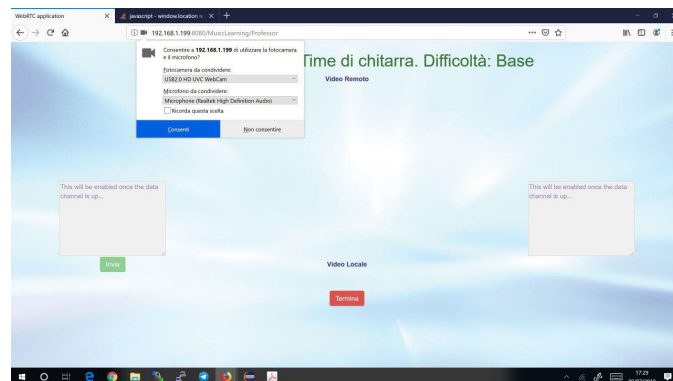 WebRTC application
javascript - window.location
192.168.1.199:8080/MusicLearning/Professor
Consentire a 192.168.1.199 di utilizzare la fotocamera
e il microfono?
Fotocamera da condividere:
USB2.0 HD UVC WebCam
Microfono da condividere:
Microphone (Realtek High Definition Audio)
Ricorda questa scelta
Consenti
Non consentire
Time di chitarra. Difficoltà: Base
Video Remoto
This will be enabled once the data
channel is up...
This will be enabled once the data
channel is up...
Invia
Video Locale
Termina
17:29